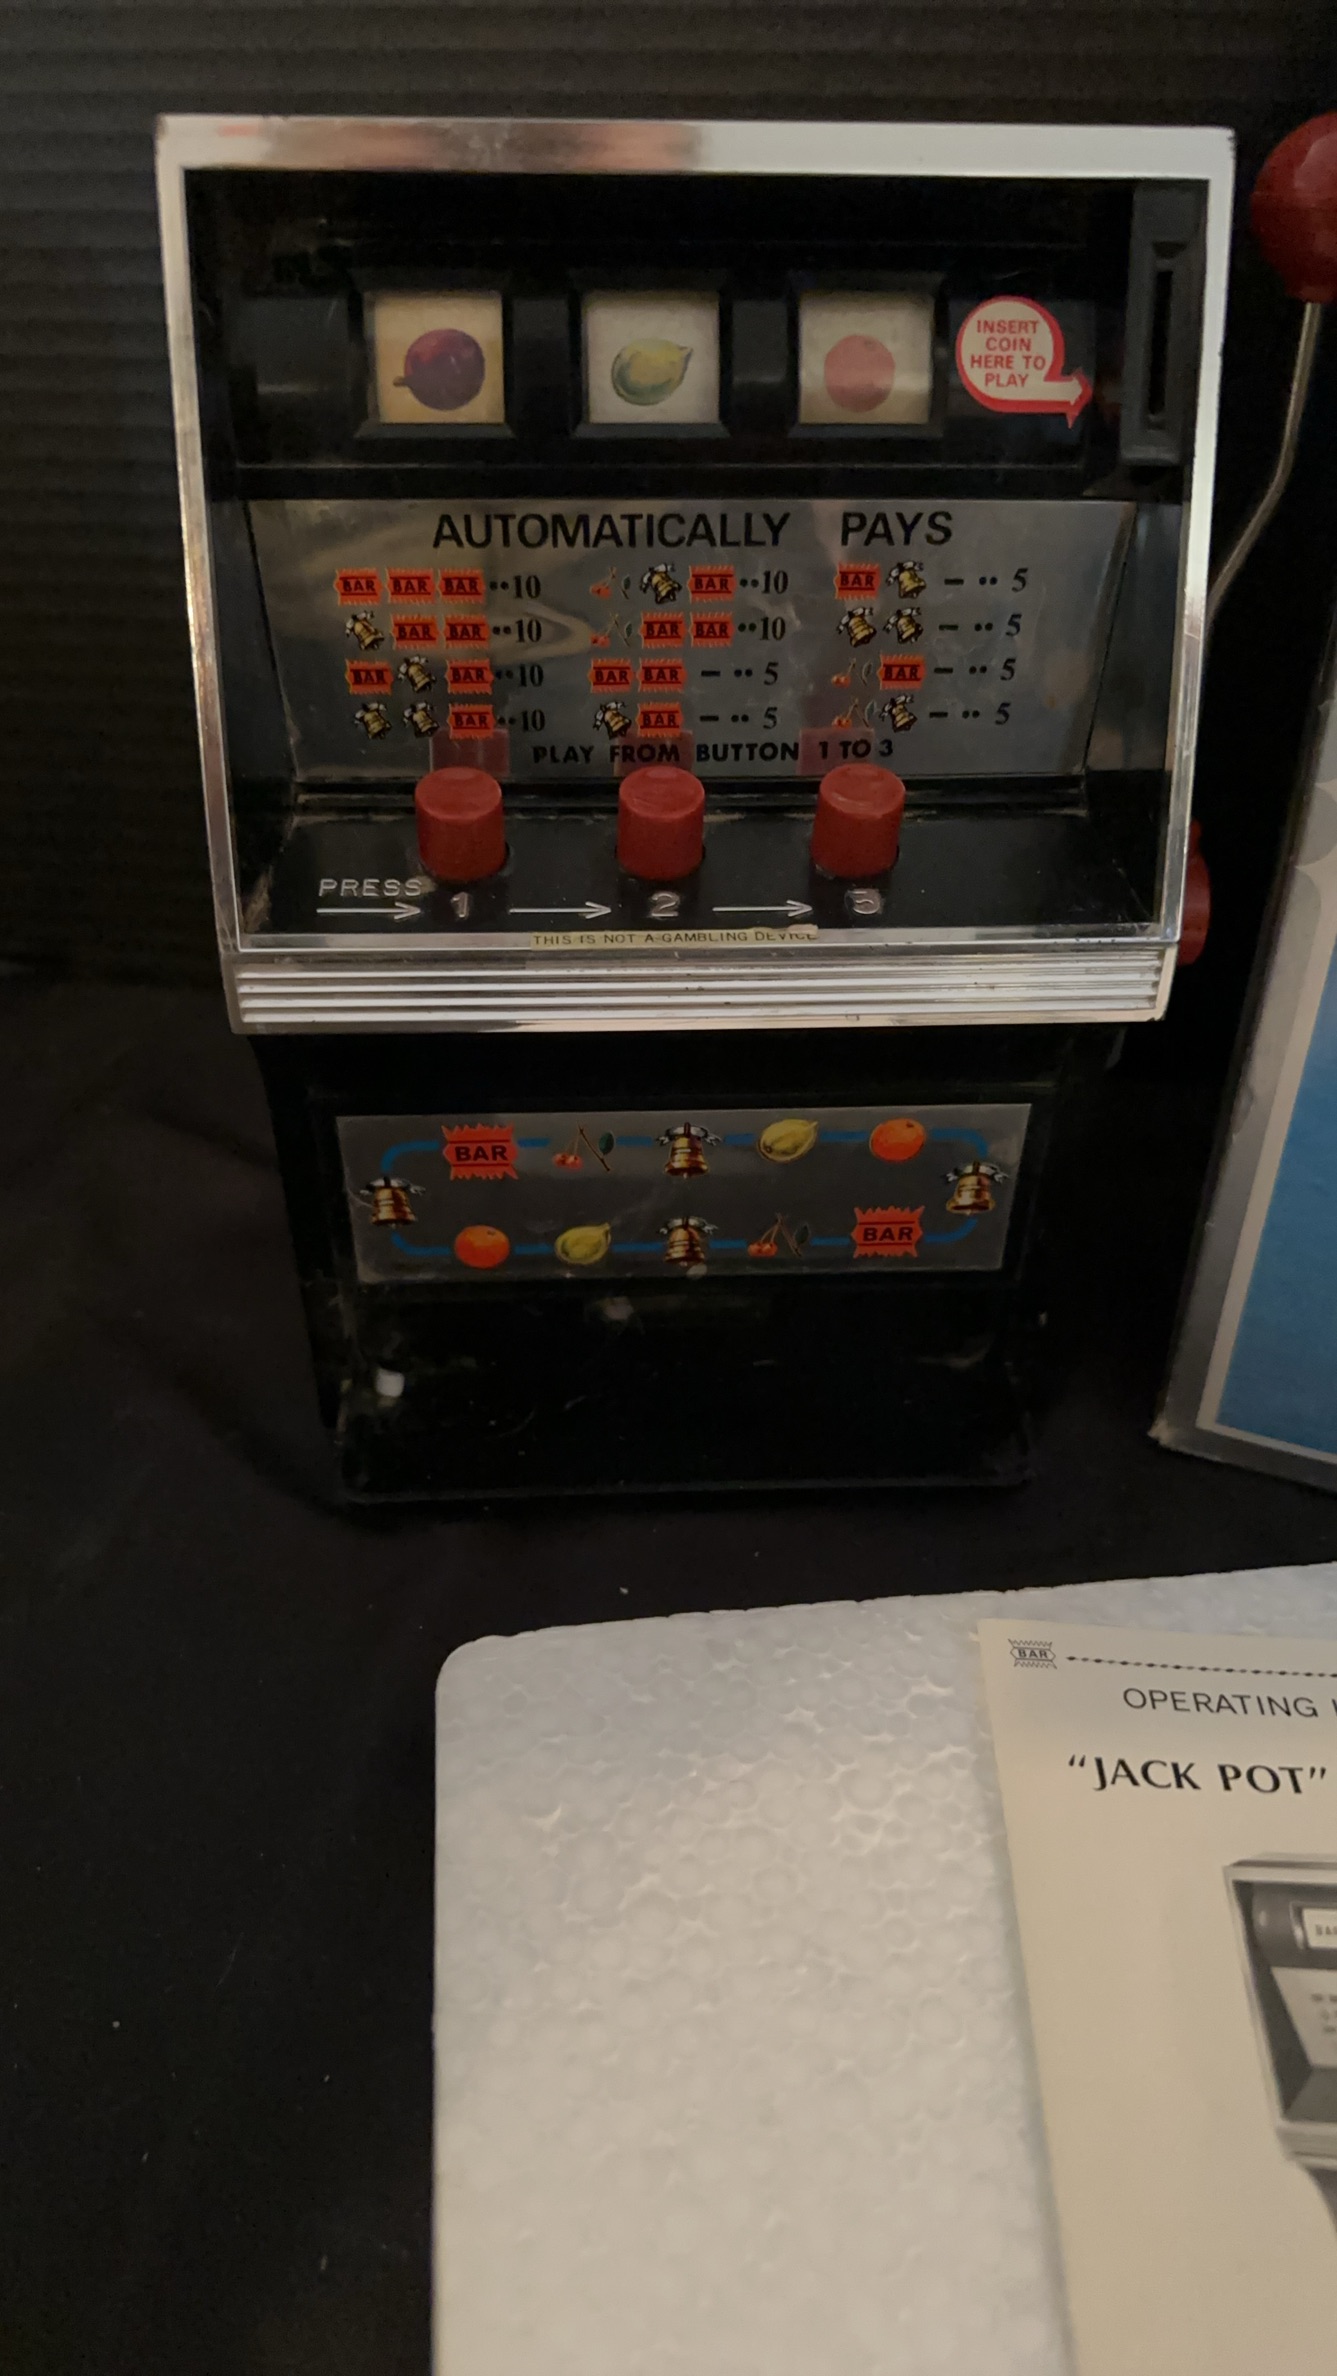 INSERT
COIN
HERE TO
PLAY
AUTOMATICALLY PAYS
BAR BAR BAR ••10 BAR ••10 BAR — •• 5
BAR BAR ••10 BAR BAR ••10 — •• 5
BAR BAR ••10 BAR BAR — •• 5 BAR — •• 5
BAR ••10 BAR — •• 5 — •• 5
PLAY FROM BUTTON 1 TO 3
PRESS
1 2 3
THIS IS NOT A GAMBLING DEVICE
BAR
BAR
BAR
OPERATING
"JACK POT"